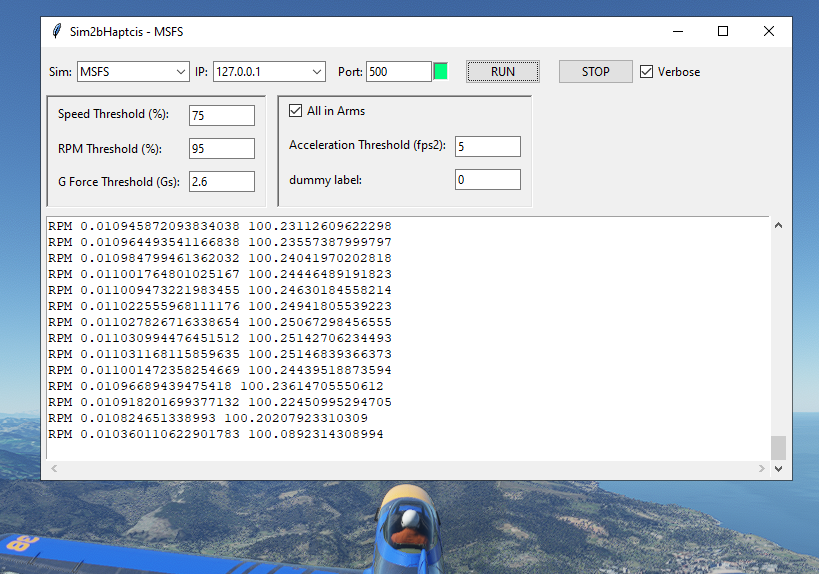 Sim2bHaptcis - MSFS
Sim: MSFS IP: 127.0.0.1 Port: 500 RUN STOP Verbose
Speed Threshold (%): 75
RPM Threshold (%): 95
G Force Threshold (Gs): 2.6
All in Arms
Acceleration Threshold (fps2): 5
dummy label: 0
RPM 0.010945872093834038 100.23112609622298
RPM 0.010964493541166838 100.23557387999797
RPM 0.010984799461362032 100.24041970202818
RPM 0.011001764801025167 100.24446489191823
RPM 0.011009473221983455 100.24630184558214
RPM 0.011022555968111176 100.24941805539223
RPM 0.011027826716338654 100.25067298456555
RPM 0.011030994476451512 100.25142706234493
RPM 0.011031168115859635 100.25146839366373
RPM 0.011001472358254669 100.24439518873594
RPM 0.01096689439475418 100.23614705550612
RPM 0.010918201699377132 100.22450995294705
RPM 0.010824651338993 100.20207923310309
RPM 0.010360110622901783 100.0892314308994
38